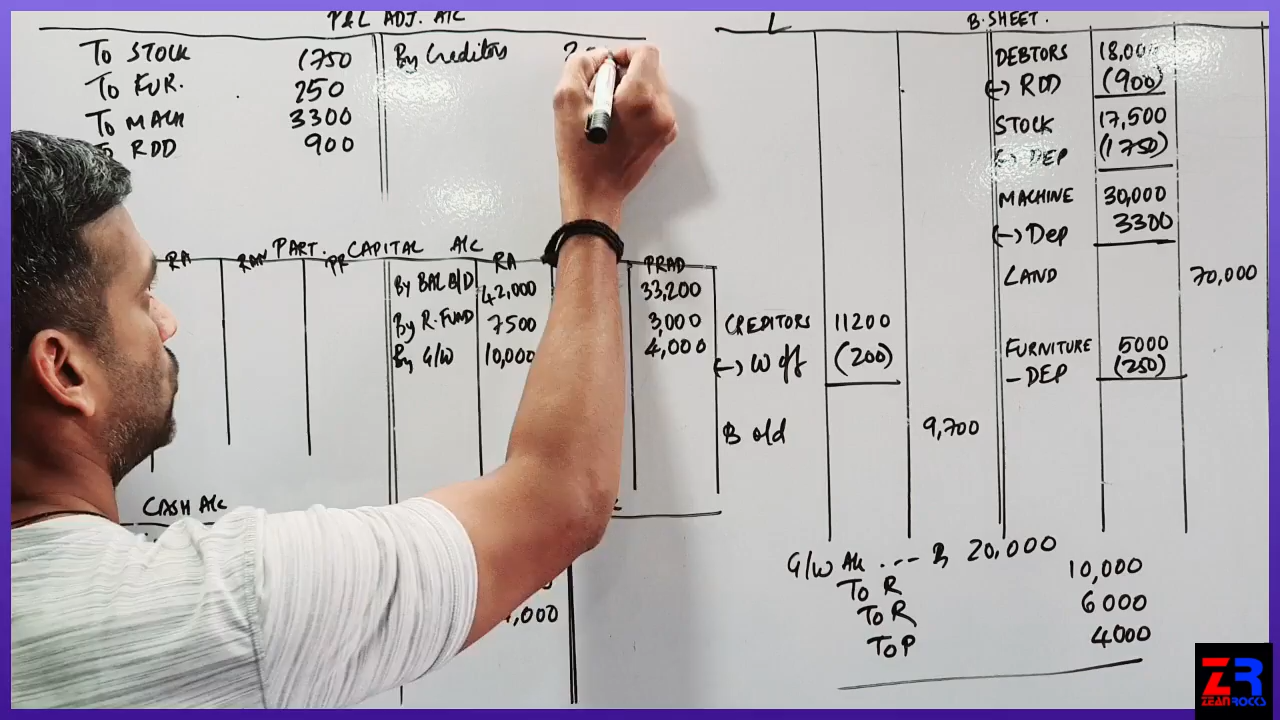 P&L ADJ. A/C
To STOCK 1750 By Creditors
To FUR. 250
To MACH 3300
To RDD 900
PART. CAPITAL A/C
RA RAN PR RA PRAD
By BAL B/D 42,000 33,200
By R. FUND 7500 3,000
By G/W 10,000 4,000
CASH A/C
L B. SHEET.
DEBTORS 18,000
(-) RDD (900)
STOCK 17,500
(-) DEP (1750)
MACHINE 30,000
(-) Dep 3300
LAND 70,000
CREDITORS 11200
(-) W off (200)
FURNITURE 5000
- DEP (250)
B old 9,700
G/W A/c .--- B 20,000
To R 10,000
To R 6000
To P 4000
ZR
ZEAN ROCKS